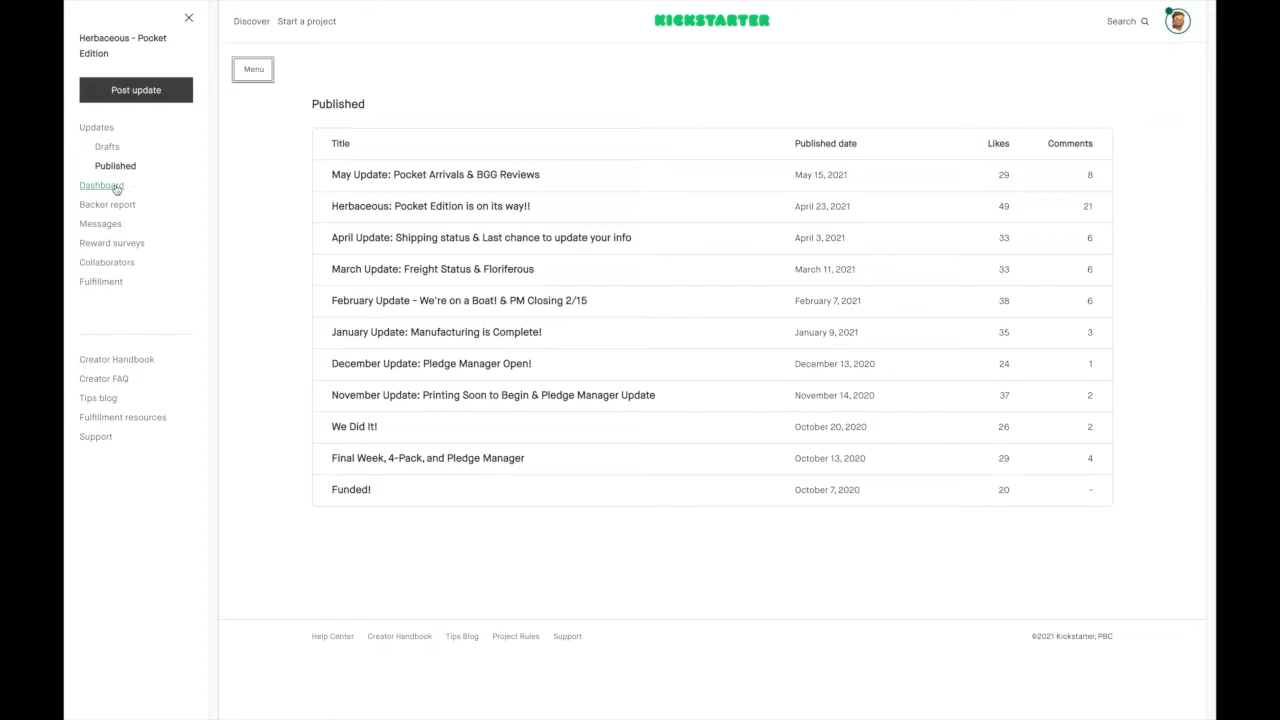 Discover Start a project KICKSTARTER Search
Herbaceous - Pocket
Edition
Menu
Post update
Published
Updates
Drafts
Published
Dashboard
Backer report
Messages
Reward surveys
Collaborators
Fulfillment
Creator Handbook
Creator FAQ
Tips blog
Fulfillment resources
Support
Title Published date Likes Comments
May Update: Pocket Arrivals & BGG Reviews May 15, 2021 29 8
Herbaceous: Pocket Edition is on its way!! April 23, 2021 49 21
April Update: Shipping status & Last chance to update your info April 3, 2021 33 6
March Update: Freight Status & Floriferous March 11, 2021 33 6
February Update - We're on a Boat! & PM Closing 2/15 February 7, 2021 38 6
January Update: Manufacturing is Complete! January 9, 2021 35 3
December Update: Pledge Manager Open! December 13, 2020 24 1
November Update: Printing Soon to Begin & Pledge Manager Update November 14, 2020 37 2
We Did It! October 20, 2020 26 2
Final Week, 4-Pack, and Pledge Manager October 13, 2020 29 4
Funded! October 7, 2020 20 -
Help Center Creator Handbook Tips Blog Project Rules Support ©2021 Kickstarter, PBC